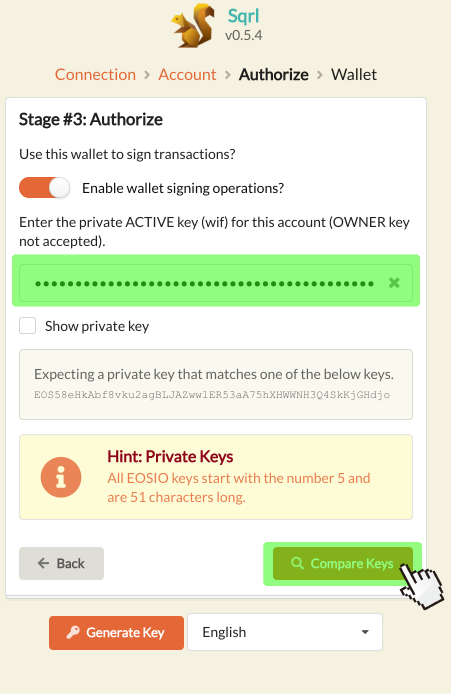 Sqrl
v0.5.4
Connection > Account > Authorize > Wallet
Stage #3: Authorize
Use this wallet to sign transactions?
Enable wallet signing operations?
Enter the private ACTIVE key (wif) for this account (OWNER key
not accepted).
Show private key
Expecting a private key that matches one of the below keys.
EOS58eHkAbf8vku2agBLJAZww1ER53aA75hXHWWNH3Q4SkKjGHdjo
Hint: Private Keys
All EOSIO keys start with the number 5 and
are 51 characters long.
Back
Compare Keys
Generate Key
English